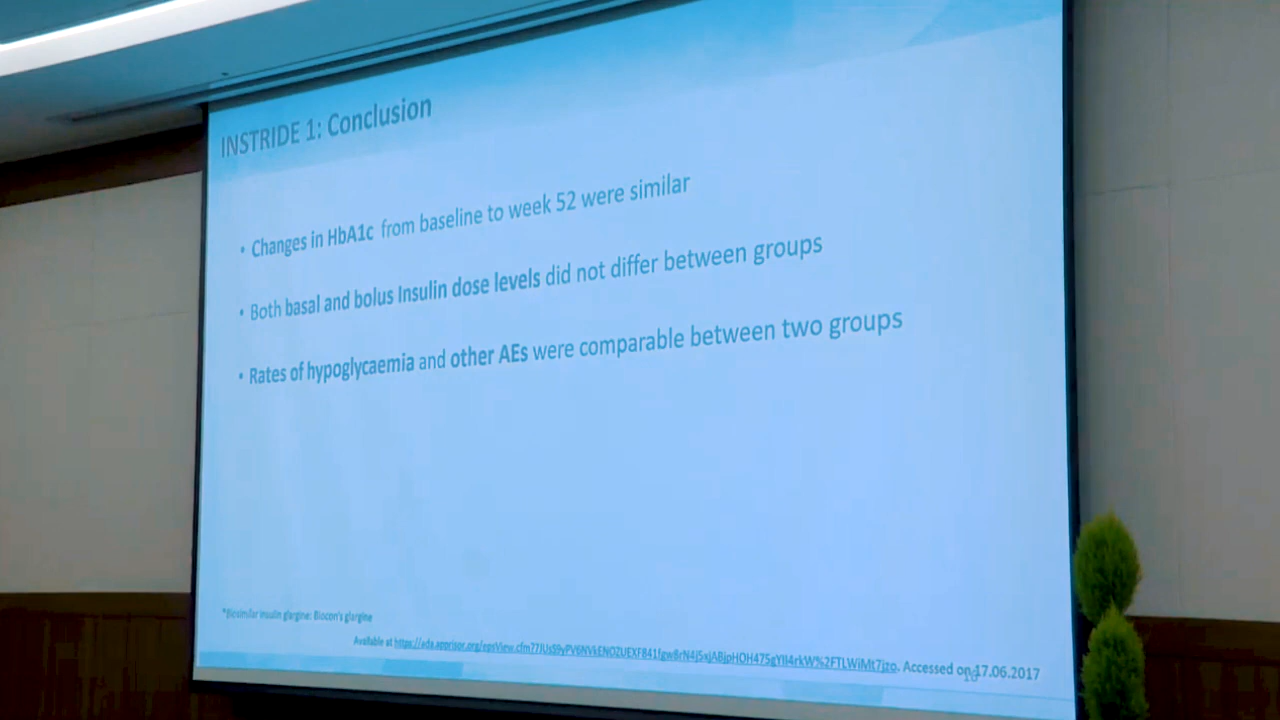 INSTRIDE 1: Conclusion
• Changes in HbA1c from baseline to week 52 were similar
• Both basal and bolus Insulin dose levels did not differ between groups
• Rates of hypoglycaemia and other AEs were comparable between two groups
*Biosimilar insulin glargine: Biocon's glargine
Available at Accessed on 17.06.2017